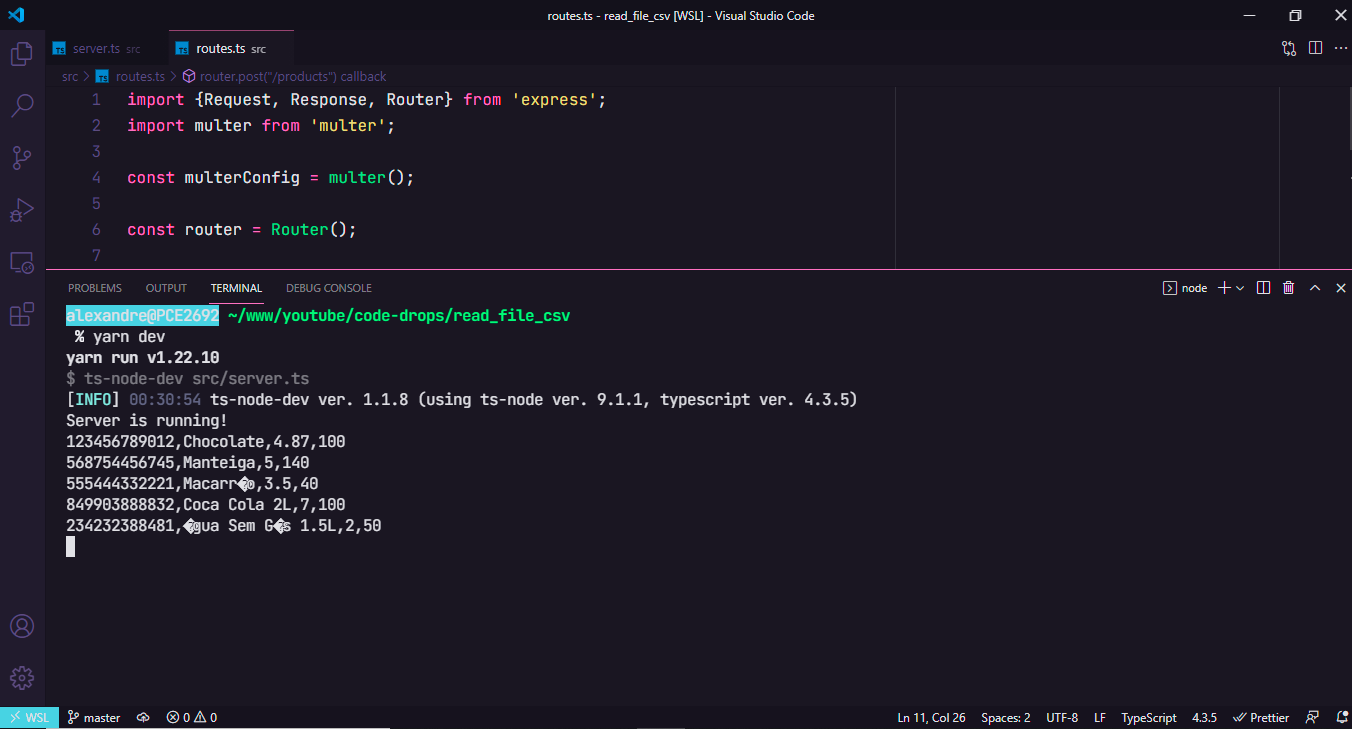 routes.ts - read_file_csv [WSL] - Visual Studio Code
server.ts src
routes.ts src
src > routes.ts > router.post("/products") callback
1 import {Request, Response, Router} from 'express';
2 import multer from 'multer';
3
4 const multerConfig = multer();
5
6 const router = Router();
7
PROBLEMS OUTPUT TERMINAL DEBUG CONSOLE
node
alexandre@PCE2692 ~/www/youtube/code-drops/read_file_csv
% yarn dev
yarn run v1.22.10
$ ts-node-dev src/server.ts
[INFO] 00:30:54 ts-node-dev ver. 1.1.8 (using ts-node ver. 9.1.1, typescript ver. 4.3.5)
Server is running!
123456789012,Chocolate,4.87,100
568754456745,Manteiga,5,140
555444332221,Macarr�o,3.5,40
849903888832,Coca Cola 2L,7,100
234232388481,�gua Sem G�s 1.5L,2,50
WSL master 0 0 Ln 11, Col 26 Spaces: 2 UTF-8 LF TypeScript 4.3.5 Prettier